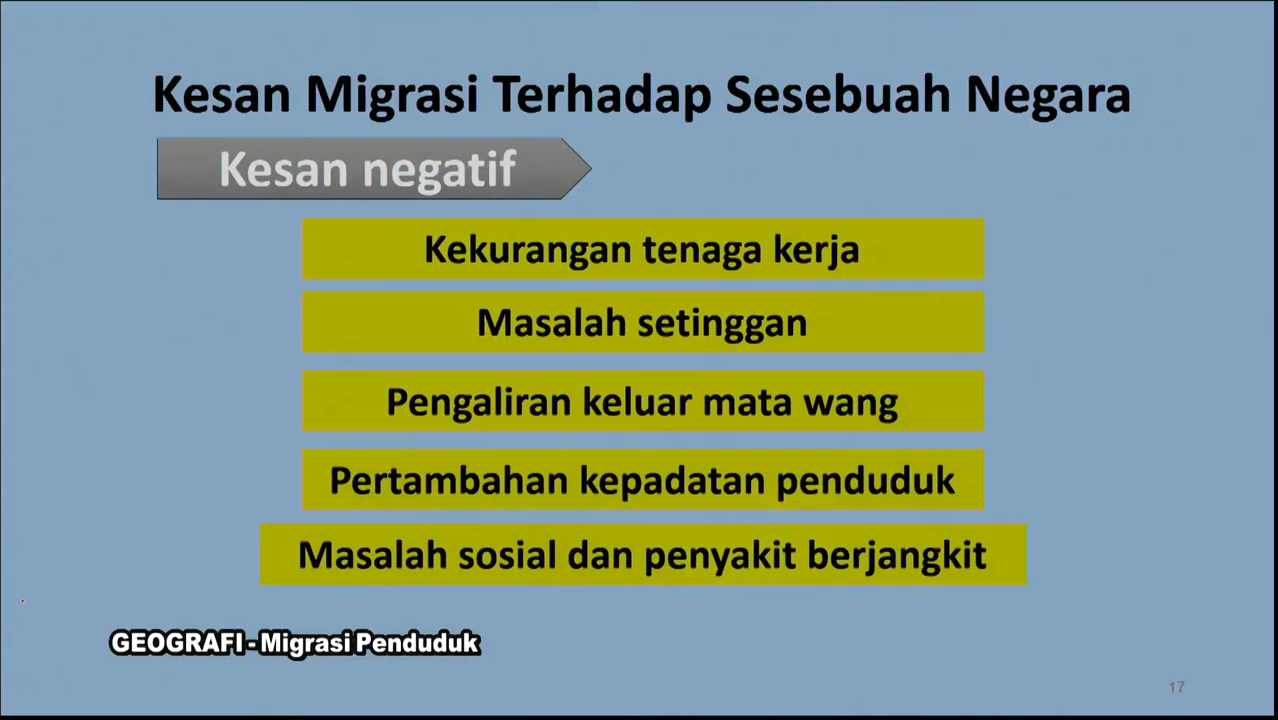 Kesan Migrasi Terhadap Sesebuah Negara
Kesan negatif
Kekurangan tenaga kerja
Masalah setinggan
Pengaliran keluar mata wang
Pertambahan kepadatan penduduk
Masalah sosial dan penyakit berjangkit
GEOGRAFI - Migrasi Penduduk
17